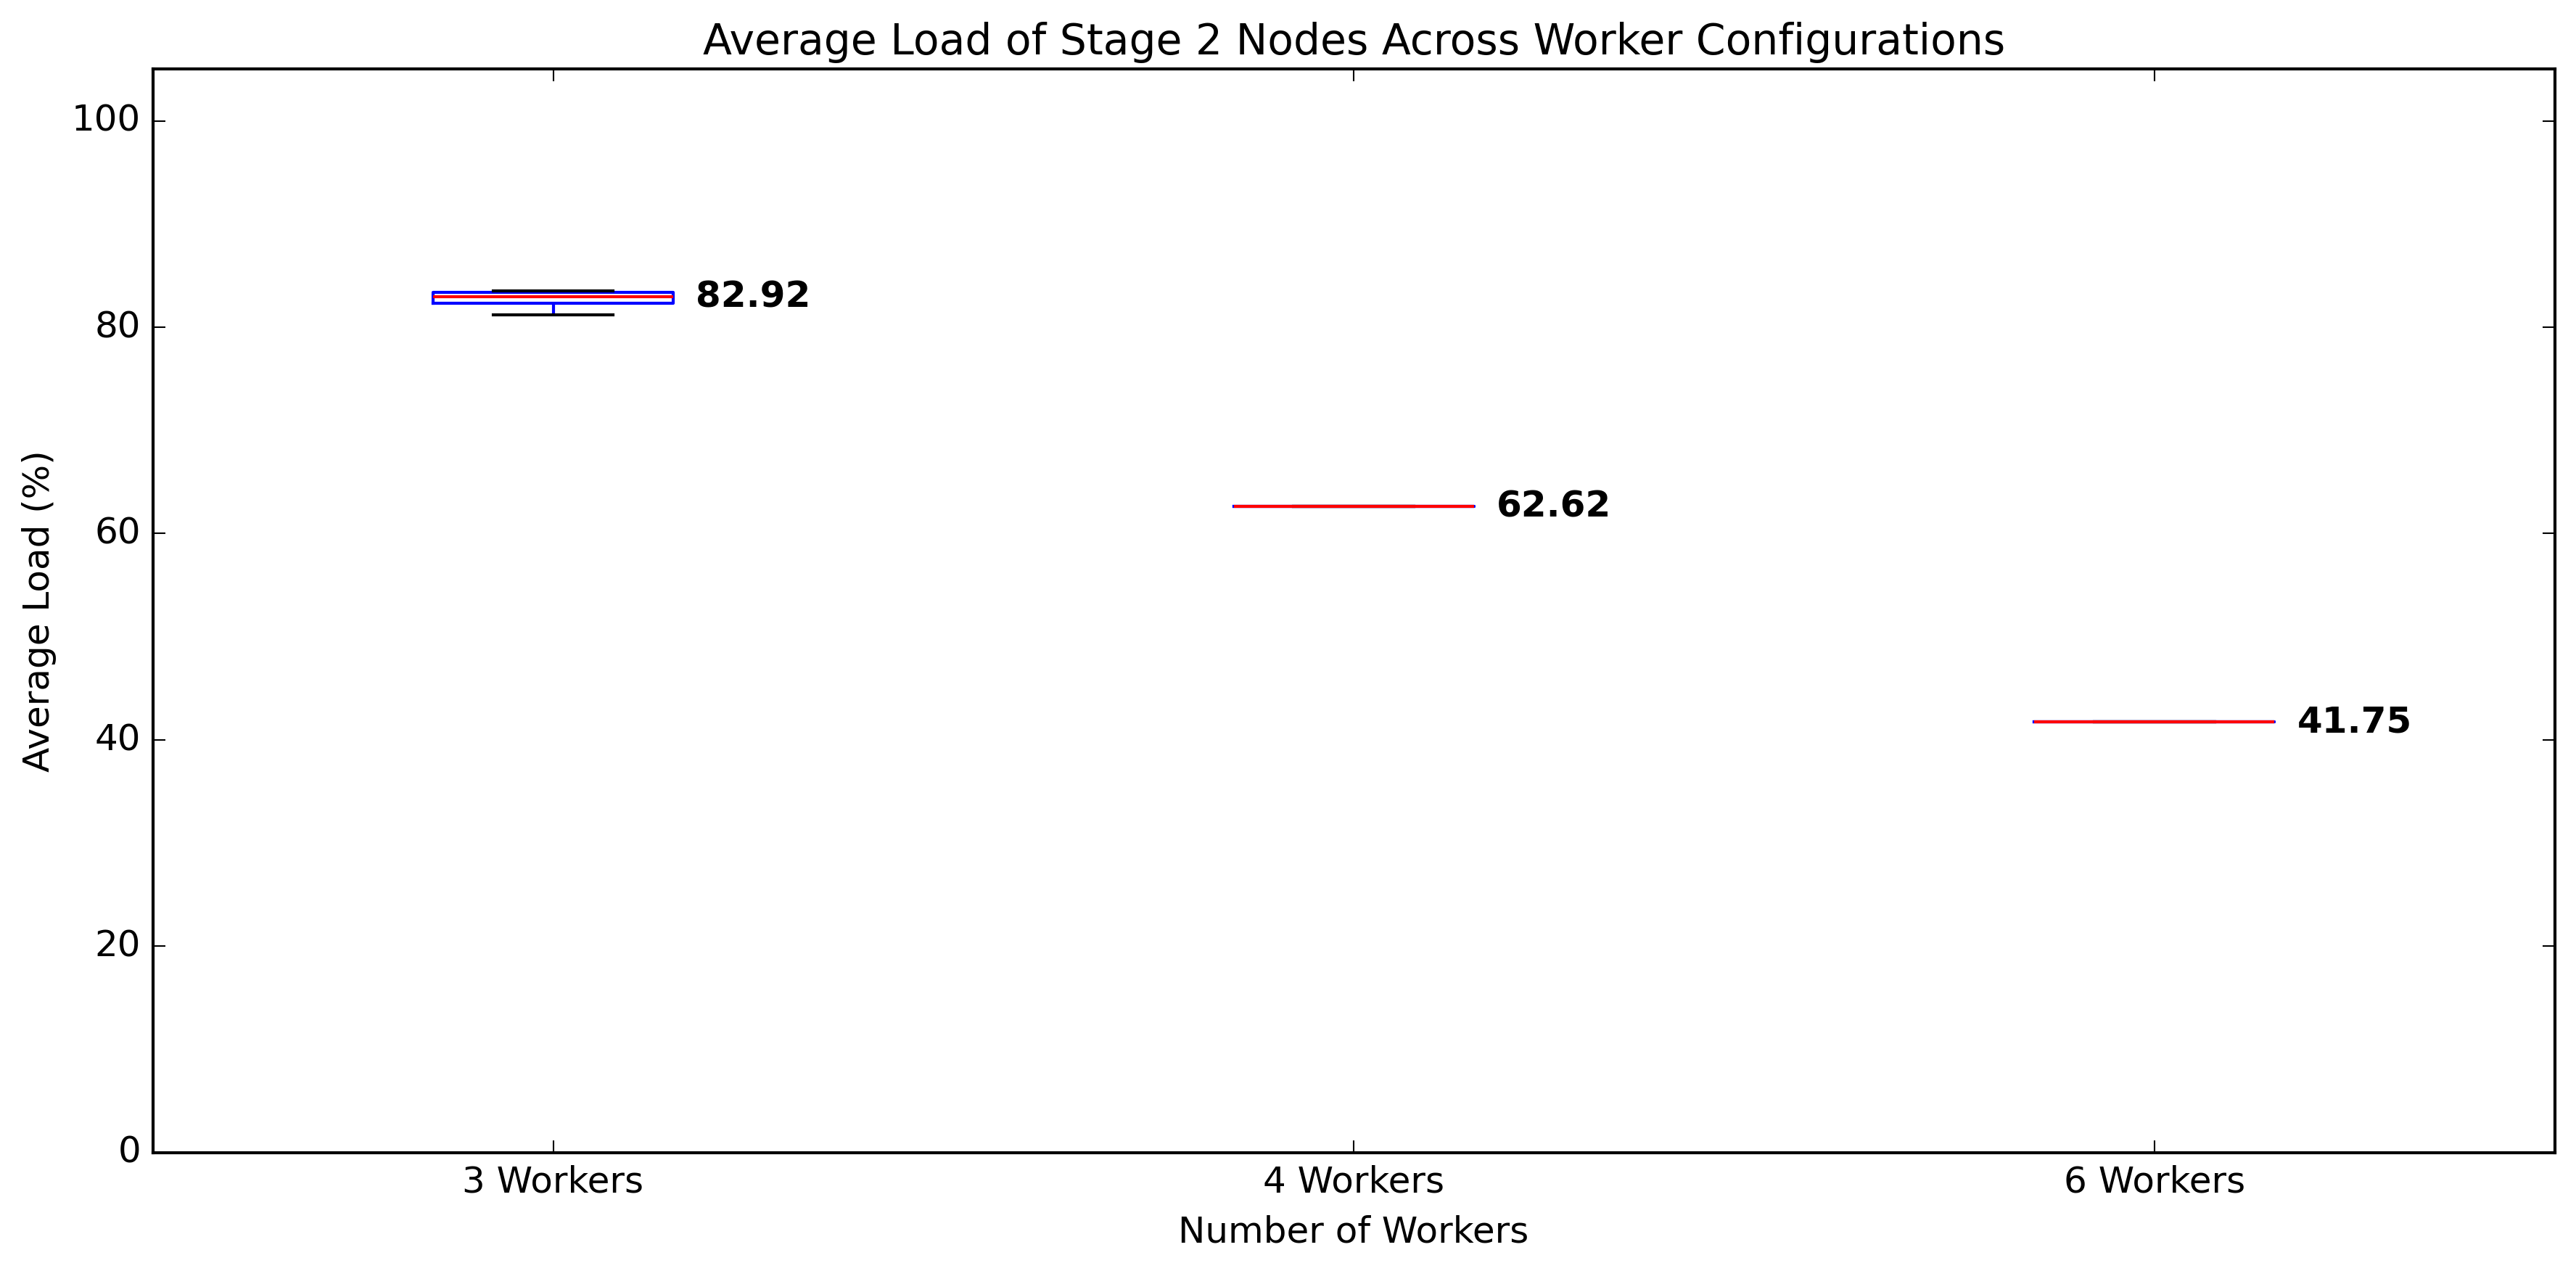 Average Load of Stage 2 Nodes Across Worker Configurations
Average Load (%)
100
80
60
40
20
0
82.92
62.62
41.75
3 Workers
4 Workers
6 Workers
Number of Workers